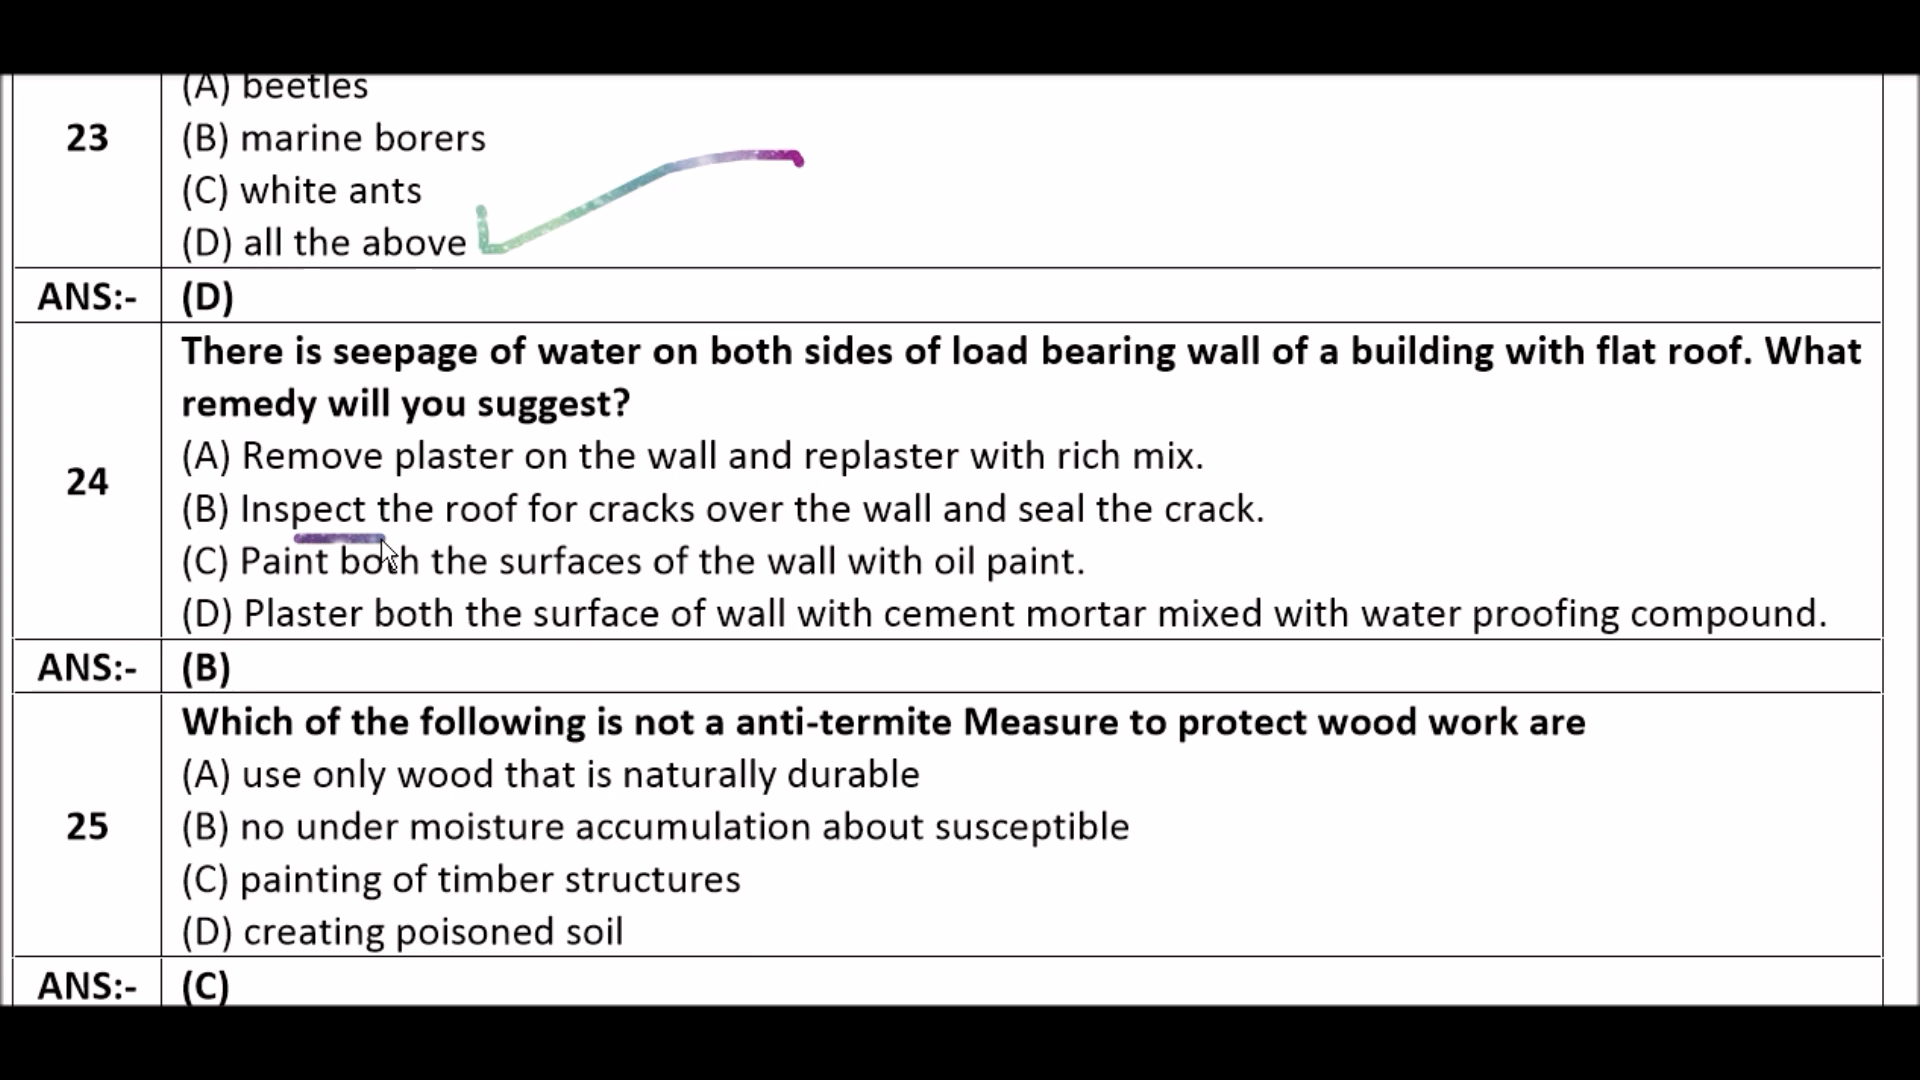 (A) beetles
23
(B) marine borers
(C) white ants
(D) all the above
ANS:- (D)
There is seepage of water on both sides of load bearing wall of a building with flat roof. What
remedy will you suggest?
(A) Remove plaster on the wall and replaster with rich mix.
24
(B) Inspect the roof for cracks over the wall and seal the crack.
(C) Paint both the surfaces of the wall with oil paint.
(D) Plaster both the surface of wall with cement mortar mixed with water proofing compound.
ANS:- (B)
Which of the following is not a anti-termite Measure to protect wood work are
(A) use only wood that is naturally durable
25
(B) no under moisture accumulation about susceptible
(C) painting of timber structures
(D) creating poisoned soil
ANS:- (C)